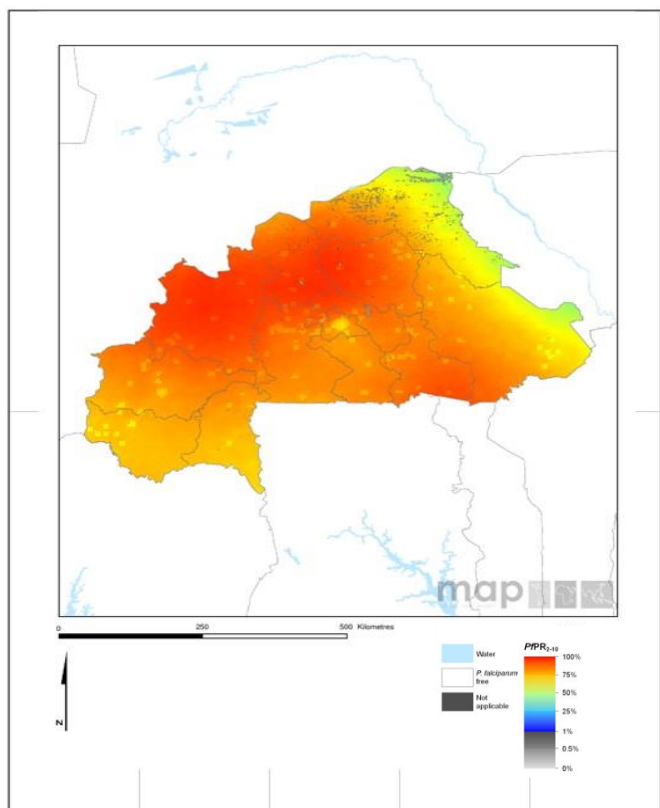 map
0 250 500 Kilometres
N
Water
P. falciparum
free
Not
applicable
PfPR2-10
100%
75%
50%
25%
1%
0.5%
0%